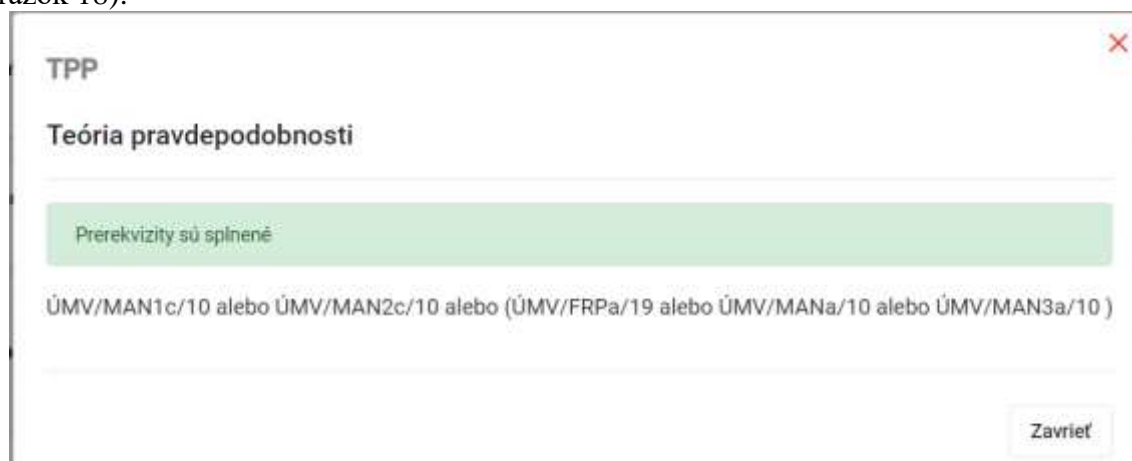 TPP
Teória pravdepodobnosti
Prerekvizity sú splnené
ÚMV/MAN1c/10 alebo ÚMV/MAN2c/10 alebo (ÚMV/FRPa/19 alebo ÚMV/MANa/10 alebo ÚMV/MAN3a/10 )
Zavrieť